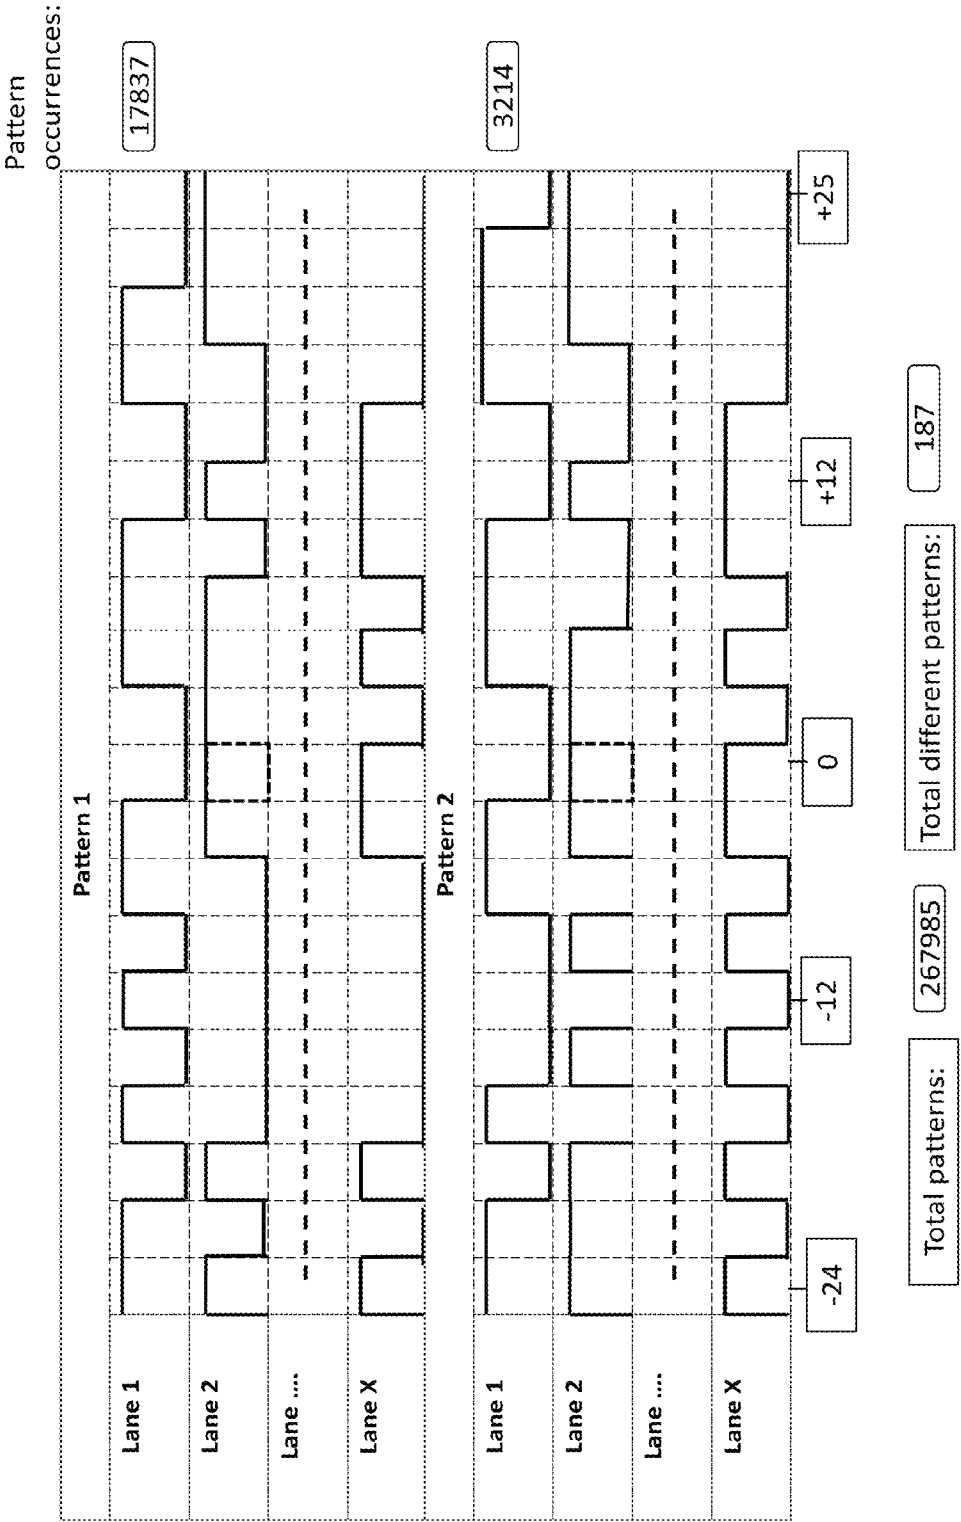 Pattern
occurrences:
Pattern 1
17837
Lane 1
Lane 2
Lane ....
Lane X
Pattern 2
3214
Lane 1
Lane 2
Lane ....
Lane X
-24
-12
0
+12
+25
Total patterns:
267985
Total different patterns:
187